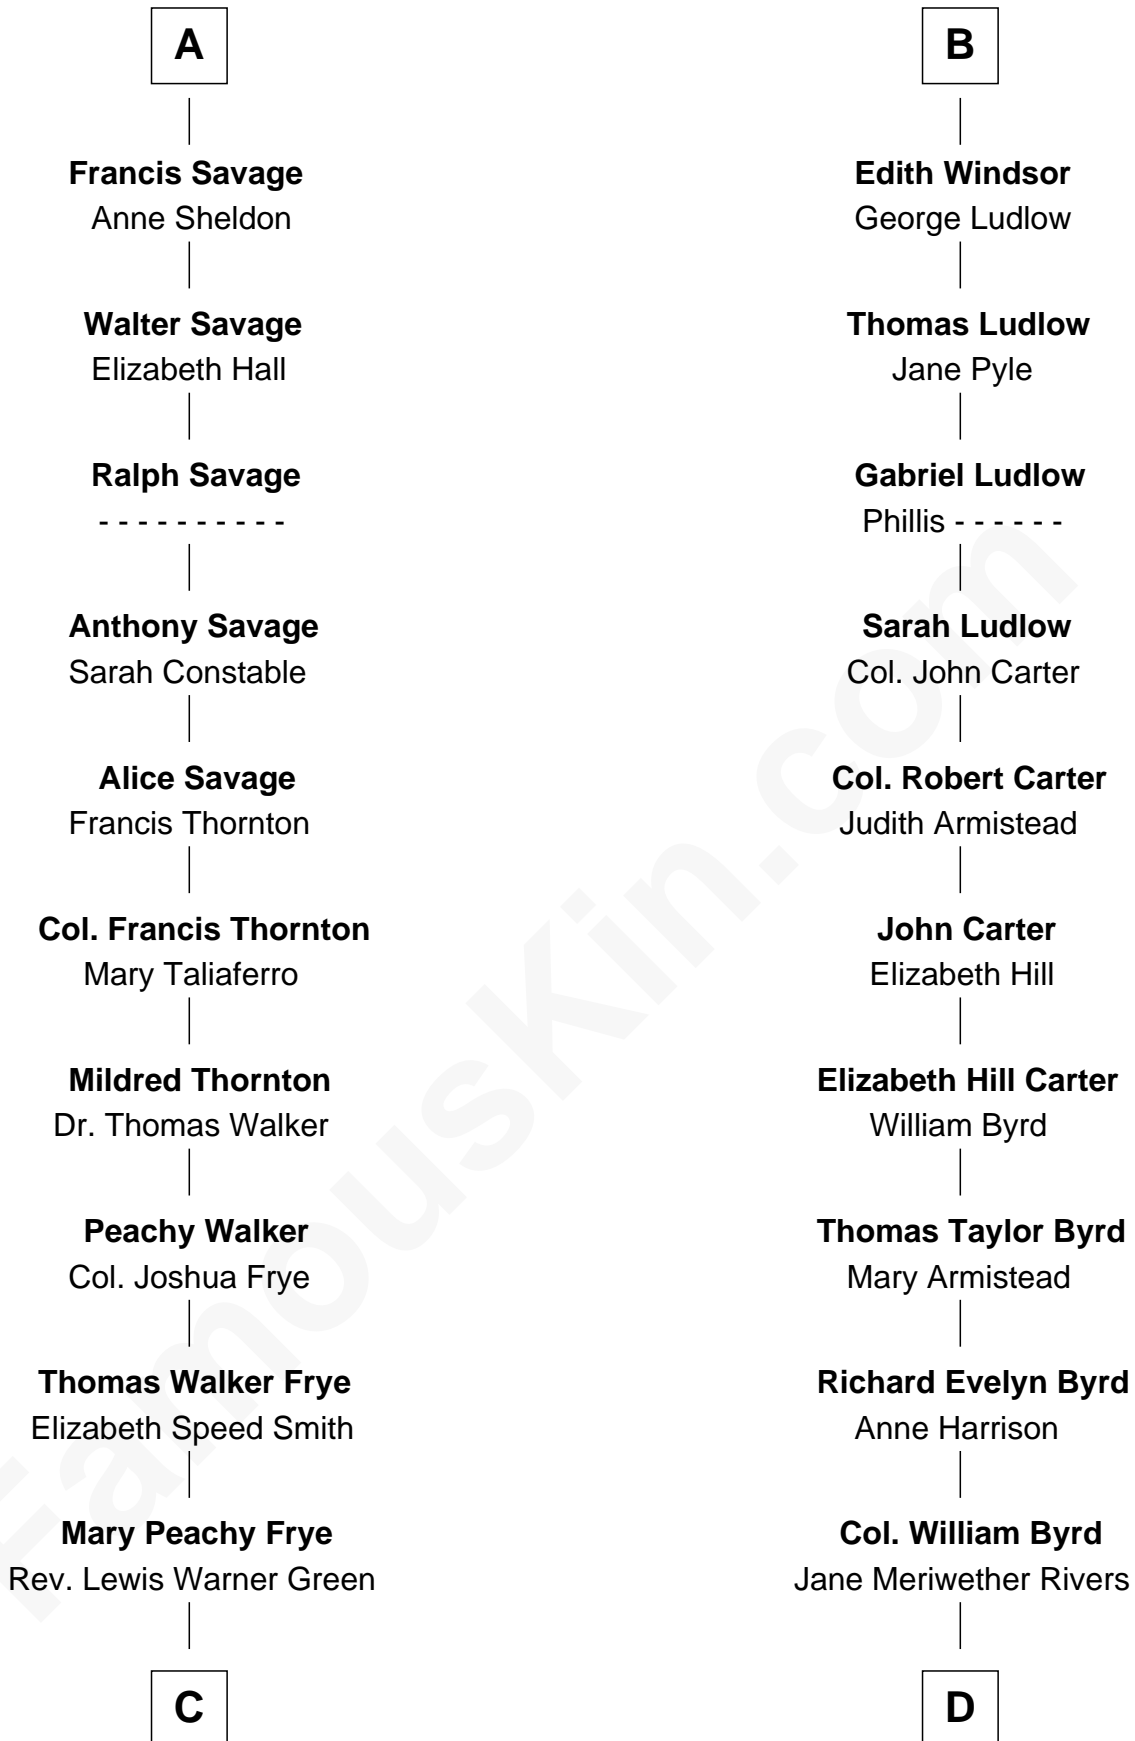 A
Francis Savage
Anne Sheldon
Walter Savage
Elizabeth Hall
Ralph Savage
- - - - - - - - - -
Anthony Savage
Sarah Constable
Alice Savage
Francis Thornton
Col. Francis Thornton
Mary Taliaferro
Mildred Thornton
Dr. Thomas Walker
Peachy Walker
Col. Joshua Frye
Thomas Walker Frye
Elizabeth Speed Smith
Mary Peachy Frye
Rev. Lewis Warner Green
C
B
Edith Windsor
George Ludlow
Thomas Ludlow
Jane Pyle
Gabriel Ludlow
Phillis - - - - - -
Sarah Ludlow
Col. John Carter
Col. Robert Carter
Judith Armistead
John Carter
Elizabeth Hill
Elizabeth Hill Carter
William Byrd
Thomas Taylor Byrd
Mary Armistead
Richard Evelyn Byrd
Anne Harrison
Col. William Byrd
Jane Meriwether Rivers
D
FamousKin.com